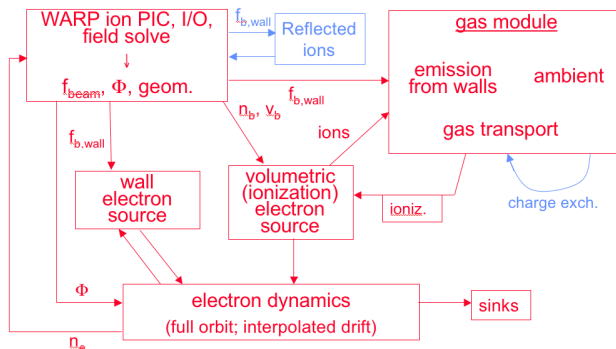 WARP ion PIC, I/O,
field solve
↓
f_beam, Φ, geom.
f_b,wall
Reflected
ions
gas module
emission
from walls
ambient
gas transport
f_b,wall
n_b, v_b
ions
f_b,wall
wall
electron
source
volumetric
(ionization)
electron
source
ioniz.
charge exch.
Φ
electron dynamics
(full orbit; interpolated drift)
sinks
n_e